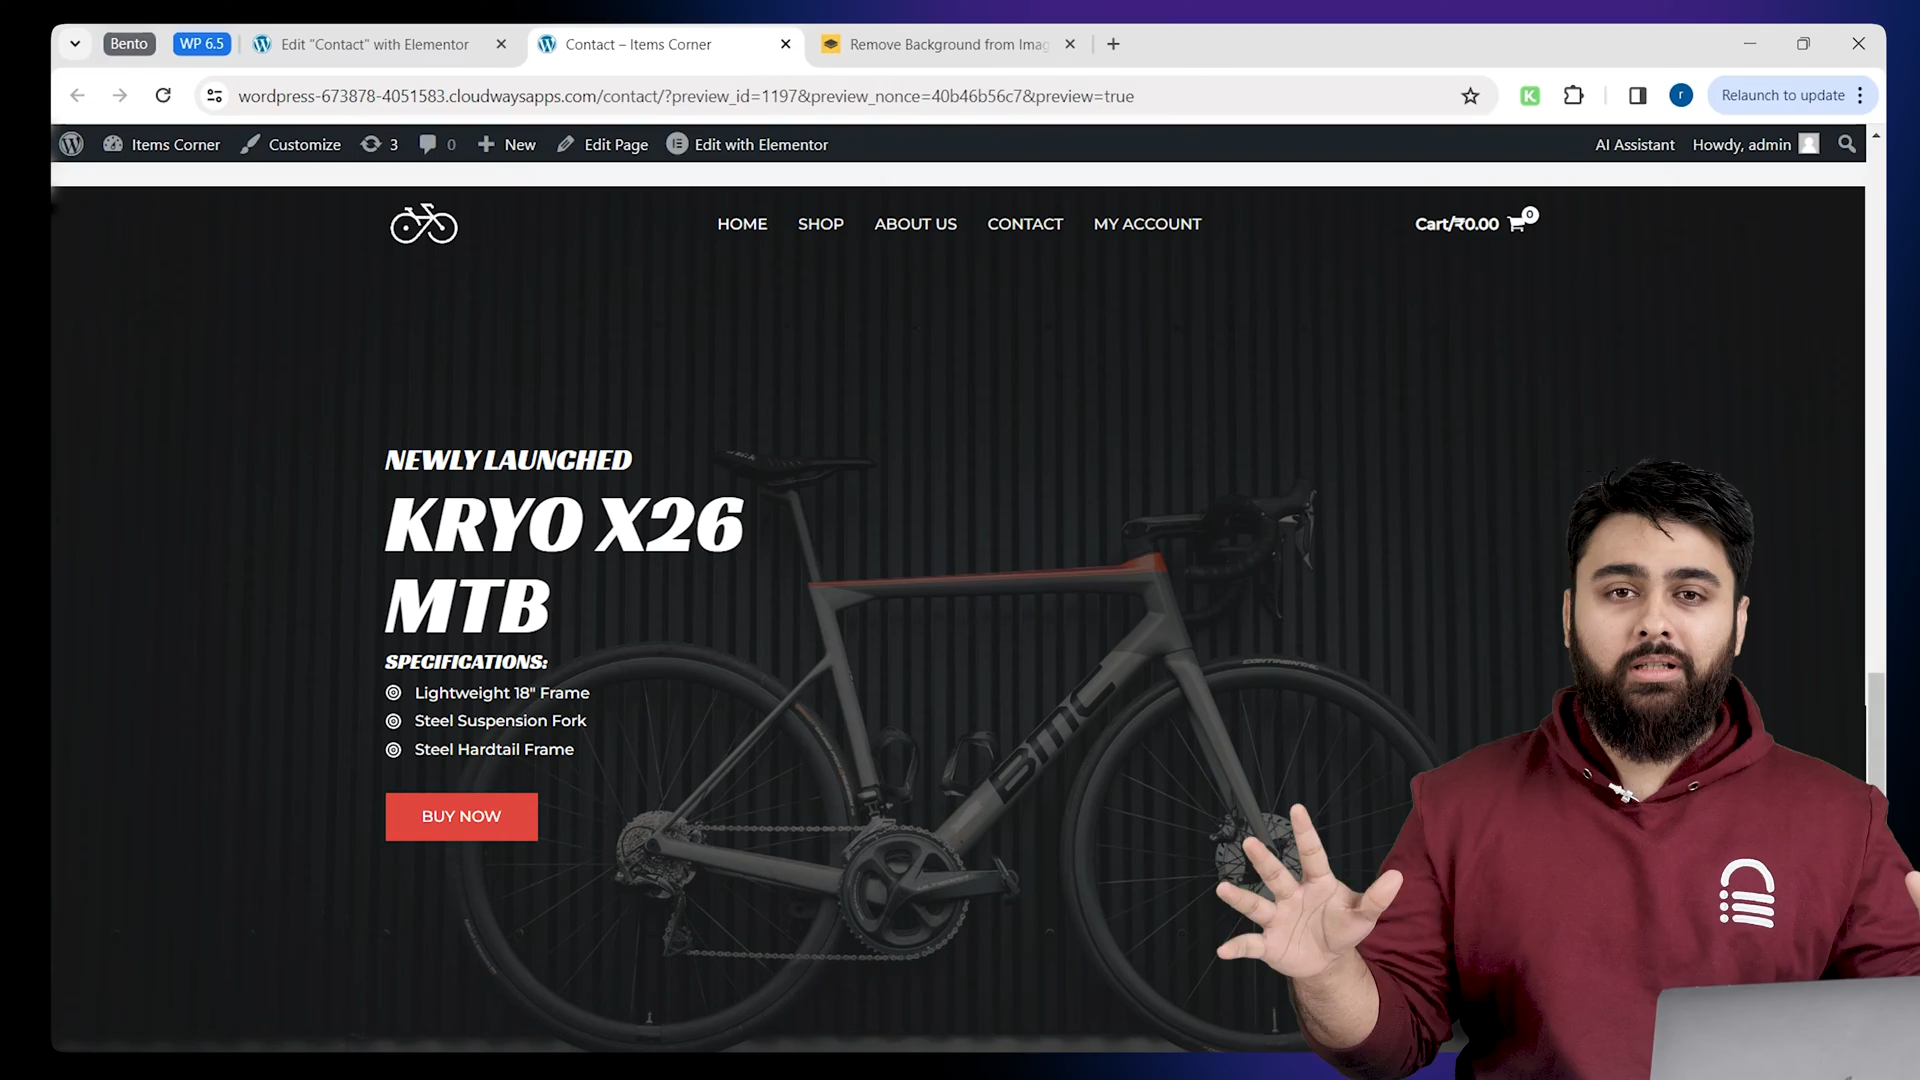 Bento
WP 6.5
Edit "Contact" with Elementor
Contact – Items Corner
Remove Background from Imag
wordpress-673878-4051583.cloudwaysapps.com/contact/?preview_id=1197&preview_nonce=40b46b56c7&preview=true
K
r
Relaunch to update
Items Corner
Customize
3
0
New
Edit Page
Edit with Elementor
AI Assistant
Howdy, admin
HOME
SHOP
ABOUT US
CONTACT
MY ACCOUNT
Cart/₹0.00
0
NEWLY LAUNCHED
KRYO X26
MTB
SPECIFICATIONS:
Lightweight 18" Frame
Steel Suspension Fork
Steel Hardtail Frame
BUY NOW
BMC
CONTINENTAL